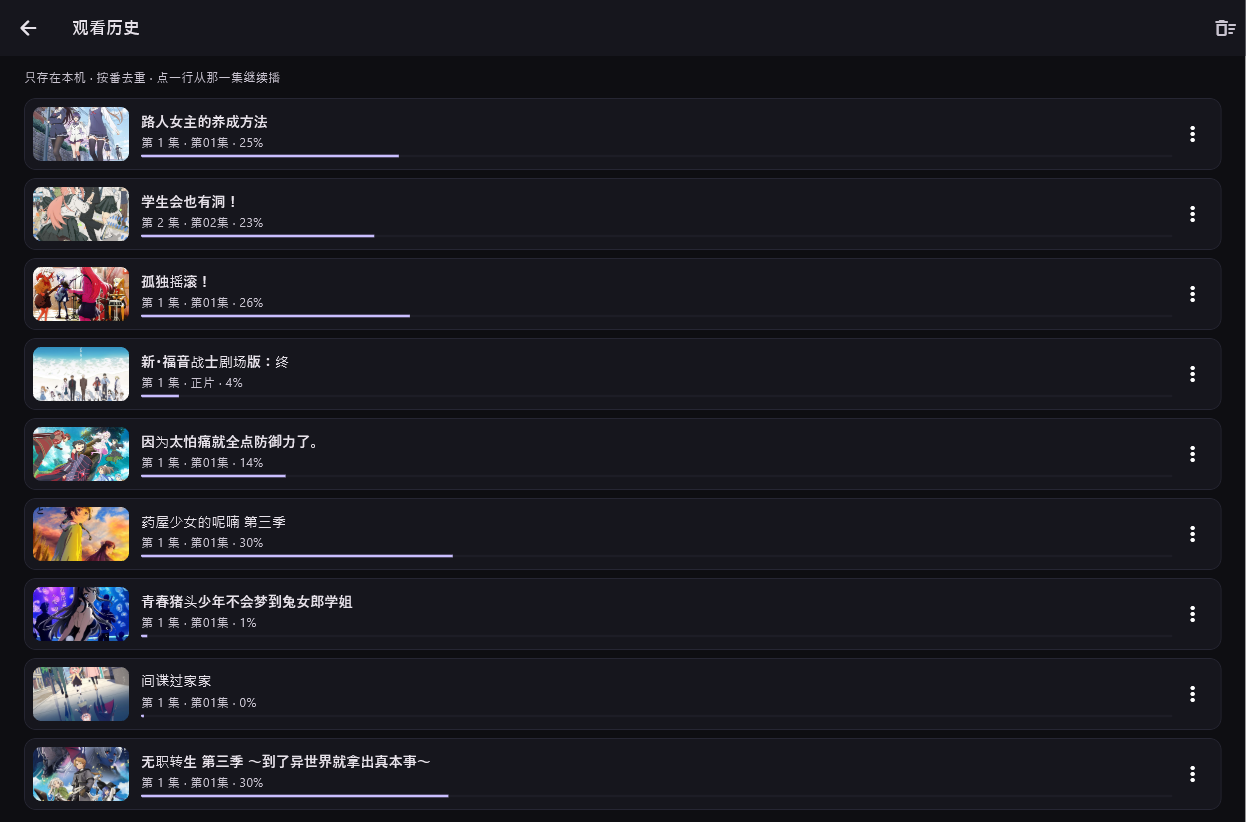 观看历史
只存在本机 · 按番去重 · 点一行从那一集继续播
路人女主的养成方法
第 1 集 · 第01集 · 25%
学生会也有洞！
第 2 集 · 第02集 · 23%
孤独摇滚！
第 1 集 · 第01集 · 26%
新·福音战士剧场版：终
第 1 集 · 正片 · 4%
因为太怕痛就全点防御力了。
第 1 集 · 第01集 · 14%
药屋少女的呢喃 第三季
第 1 集 · 第01集 · 30%
青春猪头少年不会梦到兔女郎学姐
第 1 集 · 第01集 · 1%
间谍过家家
第 1 集 · 第01集 · 0%
无职转生 第三季 ～到了异世界就拿出真本事～
第 1 集 · 第01集 · 30%